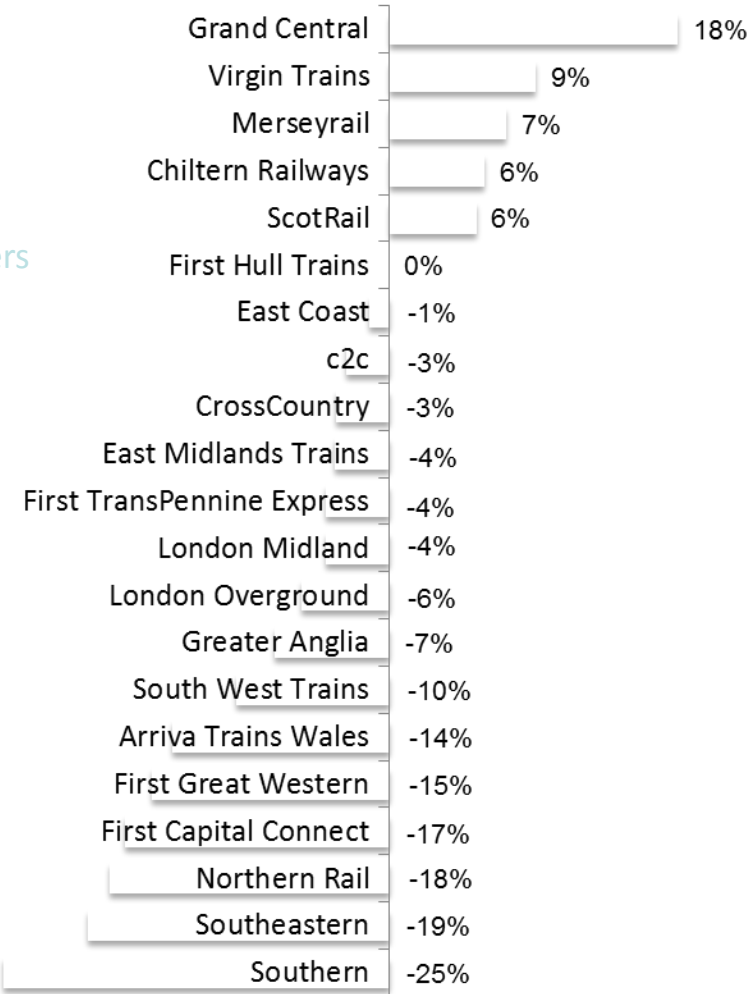 Grand Central 18%
Virgin Trains 9%
Merseyrail 7%
Chiltern Railways 6%
ScotRail 6%
ers
First Hull Trains 0%
East Coast -1%
c2c -3%
CrossCountry -3%
East Midlands Trains -4%
First TransPennine Express -4%
London Midland -4%
London Overground -6%
Greater Anglia -7%
South West Trains -10%
Arriva Trains Wales -14%
First Great Western -15%
First Capital Connect -17%
Northern Rail -18%
Southeastern -19%
Southern -25%